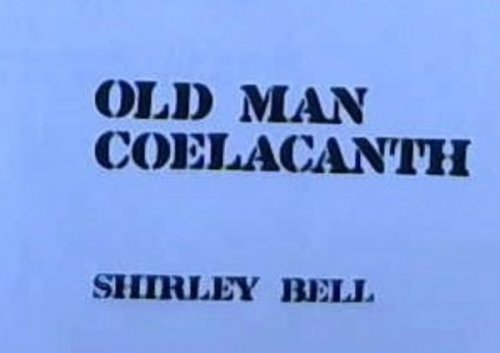 OLD MAN
COELACANTH
SHIRLEY BELL